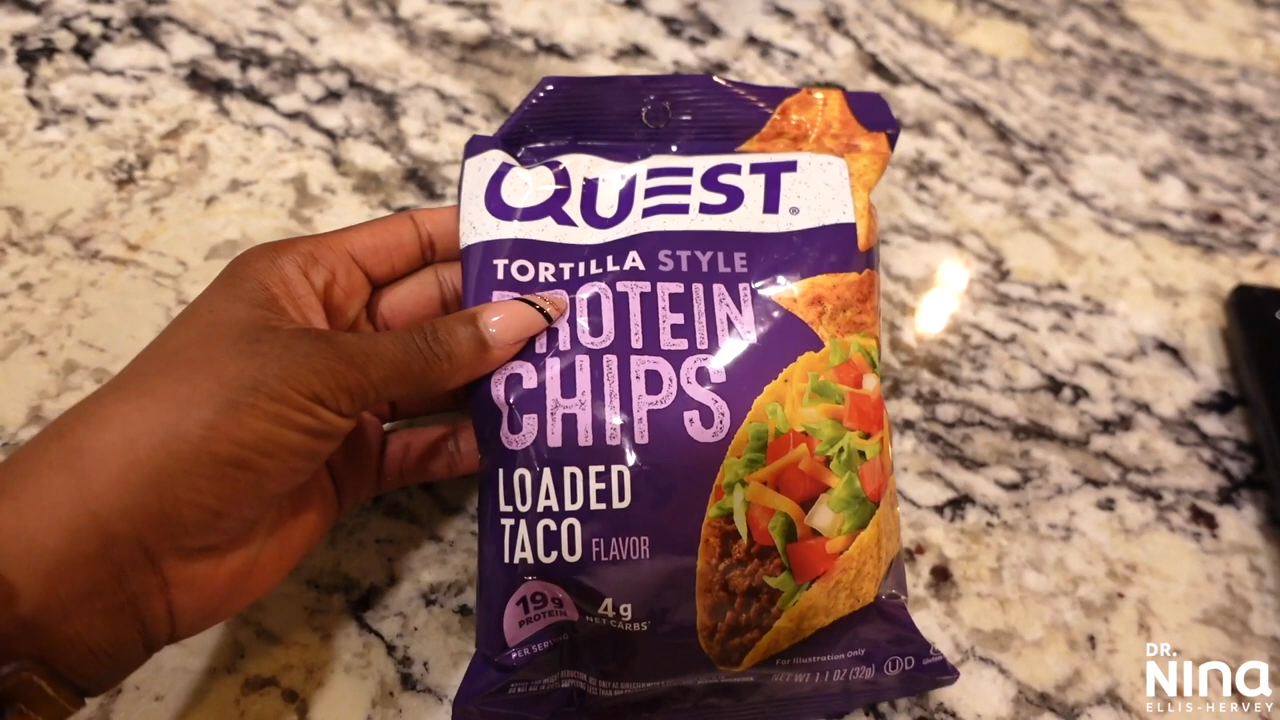 QUEST®
TORTILLA STYLE
PROTEIN
CHIPS
LOADED
TACO FLAVOR
19g
PROTEIN
PER SERVING
4g
NET CARBS*
For Illustration Only
NET WT 1.1 OZ (32g)
UD
DR.
Nina
ELLIS-HERVEY